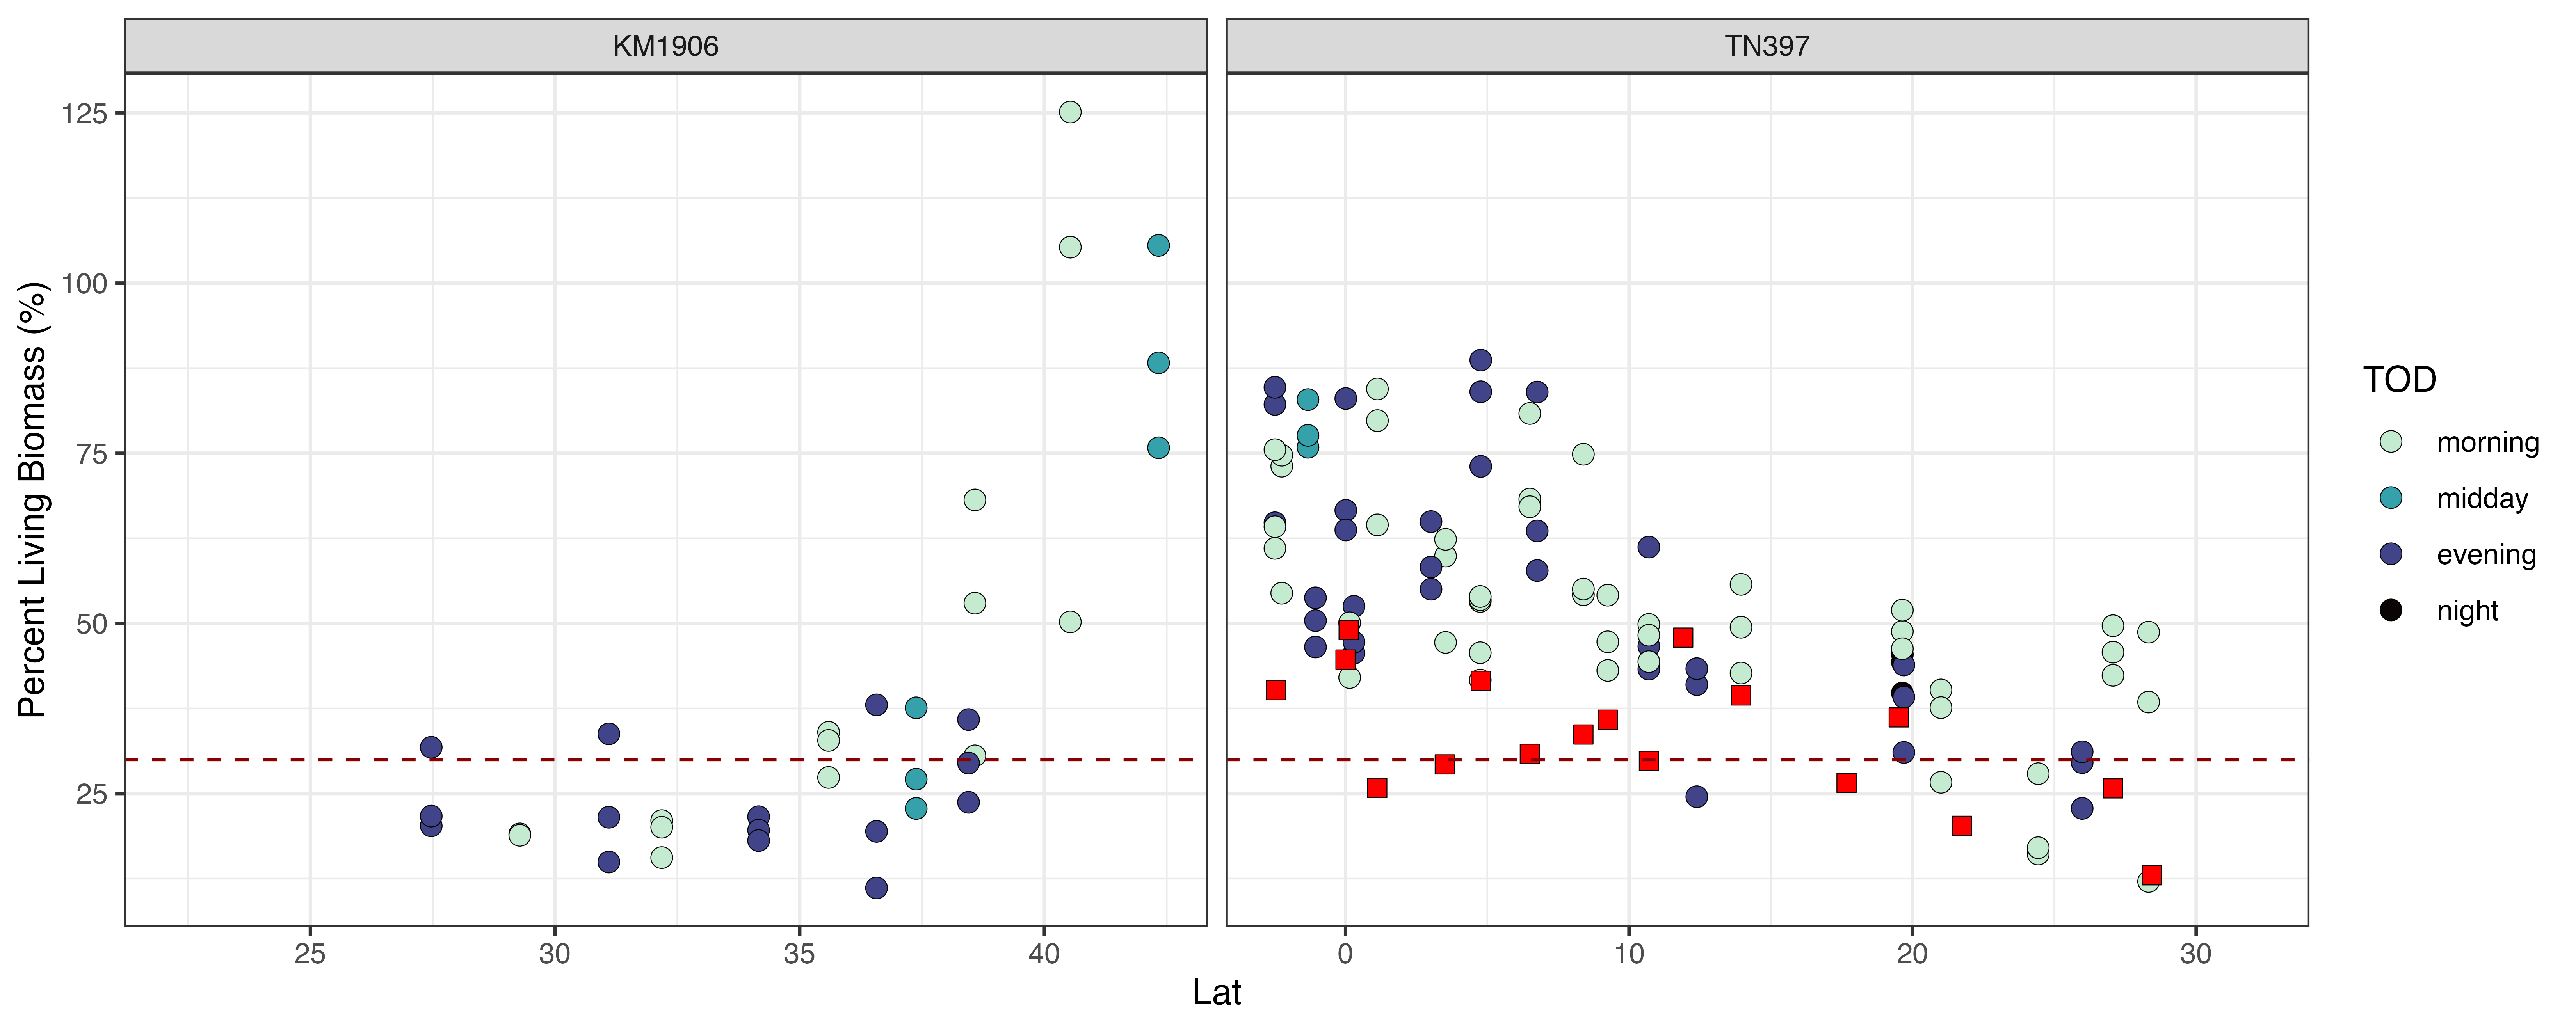 KM1906
TN397
125
100
75
50
25
Percent Living Biomass (%)
25 30 35 40
0 10 20 30
Lat
TOD
morning
midday
evening
night